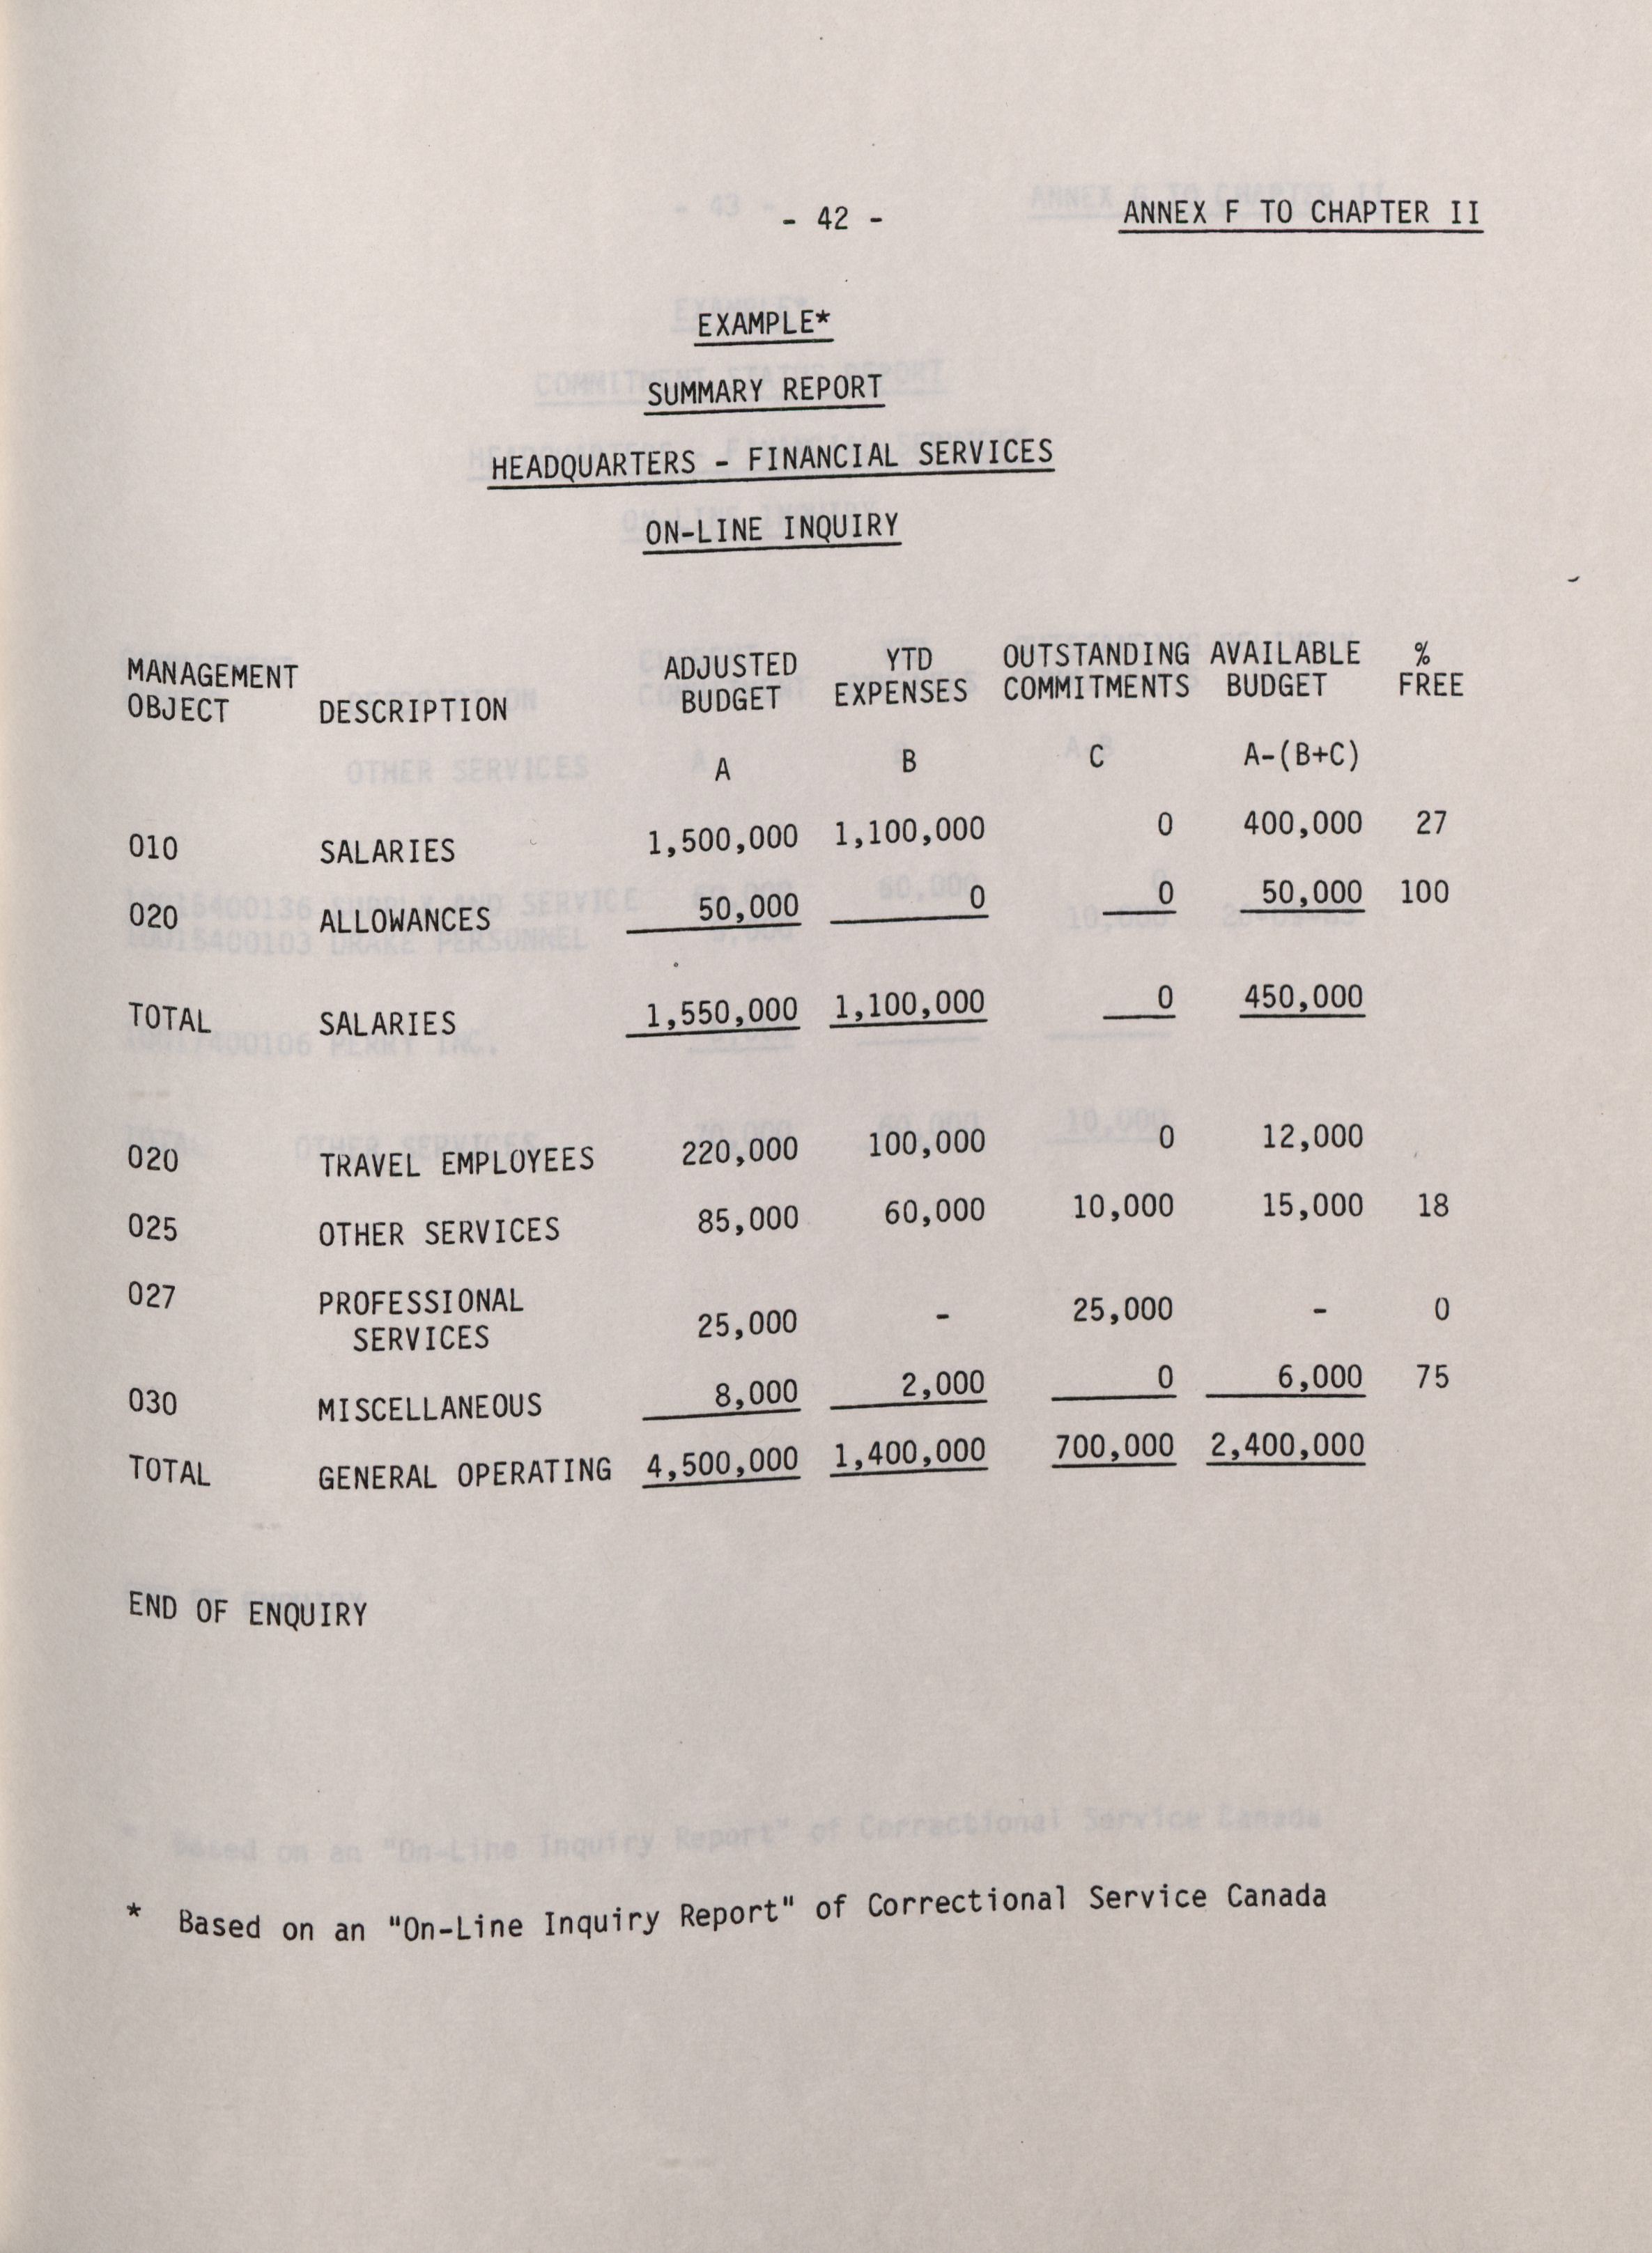 - 42 -
ANNEX F TO CHAPTER II
EXAMPLE*
SUMMARY REPORT
HEADQUARTERS - FINANCIAL SERVICES
ON-LINE INQUIRY
MANAGEMENT ADJUSTED YTD OUTSTANDING AVAILABLE %
OBJECT DESCRIPTION BUDGET EXPENSES COMMITMENTS BUDGET FREE
A B C A-(B+C)
010 SALARIES 1,500,000 1,100,000 0 400,000 27
020 ALLOWANCES 50,000 0 0 50,000 100
TOTAL SALARIES 1,550,000 1,100,000 0 450,000
020 TRAVEL EMPLOYEES 220,000 100,000 0 12,000
025 OTHER SERVICES 85,000 60,000 10,000 15,000 18
027 PROFESSIONAL
SERVICES 25,000 - 25,000 - 0
030 MISCELLANEOUS 8,000 2,000 0 6,000 75
TOTAL GENERAL OPERATING 4,500,000 1,400,000 700,000 2,400,000
END OF ENQUIRY
* Based on an "On-Line Inquiry Report" of Correctional Service Canada